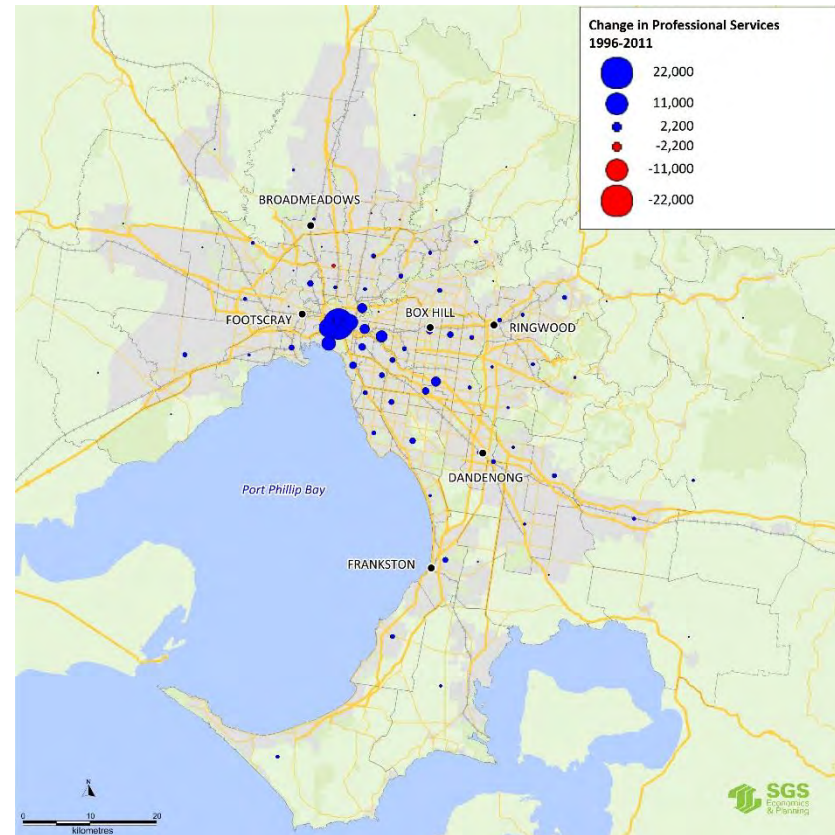 Change in Professional Services
1996-2011
22,000
11,000
2,200
-2,200
-11,000
-22,000
BROADMEADOWS
FOOTSCRAY
BOX HILL
RINGWOOD
DANDENONG
Port Phillip Bay
FRANKSTON
N
0 10 20
kilometres
SGS
Economics
& Planning